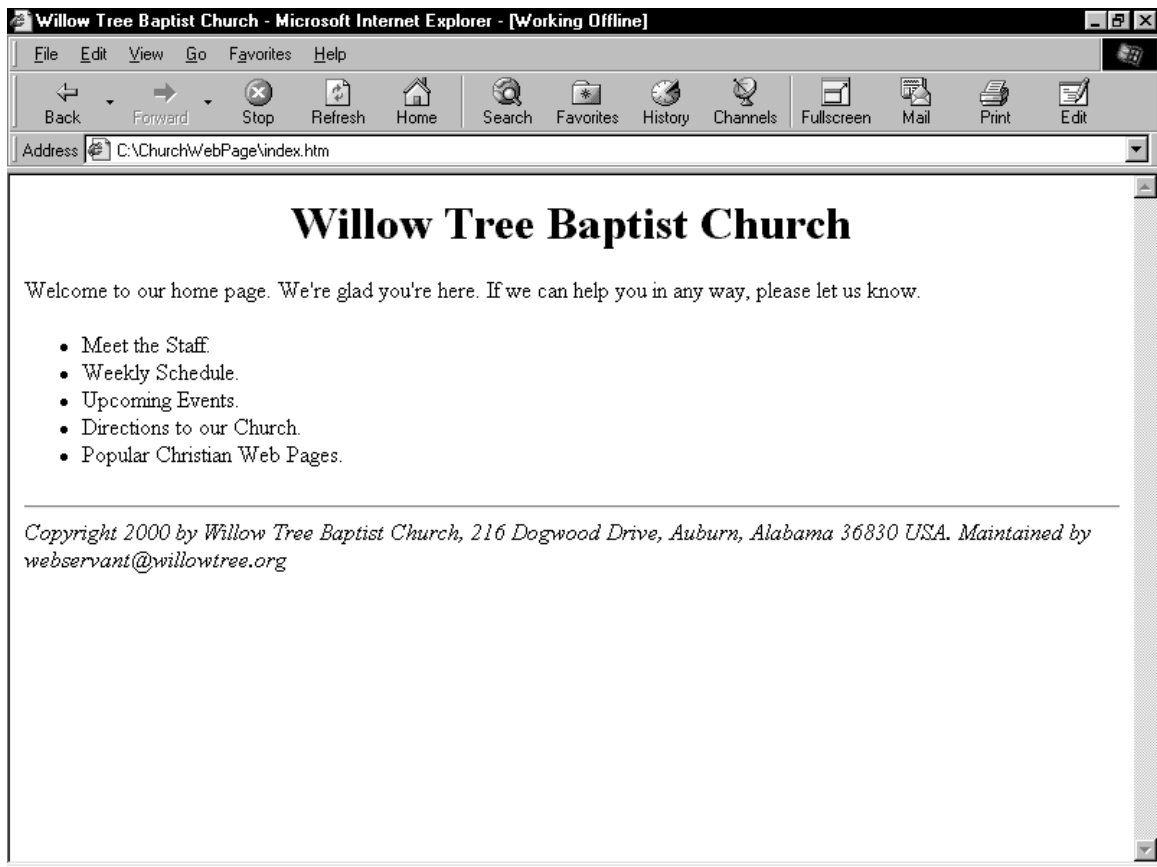 Willow Tree Baptist Church - Microsoft Internet Explorer - [Working Offline]
File Edit View Go Favorites Help
Back Forward Stop Refresh Home Search Favorites History Channels Fullscreen Mail Print Edit
Address C:\ChurchWebPage\index.htm
Willow Tree Baptist Church
Welcome to our home page. We're glad you're here. If we can help you in any way, please let us know.
• Meet the Staff.
• Weekly Schedule.
• Upcoming Events.
• Directions to our Church.
• Popular Christian Web Pages.
Copyright 2000 by Willow Tree Baptist Church, 216 Dogwood Drive, Auburn, Alabama 36830 USA. Maintained by
webservant@willowtree.org